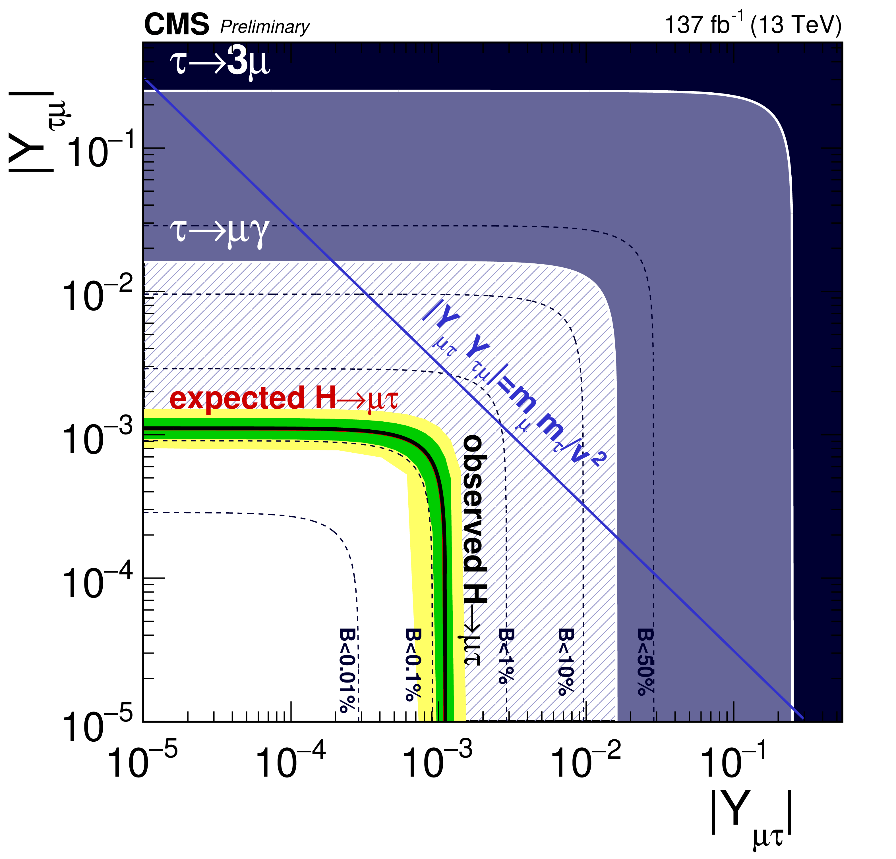 CMS Preliminary 137 fb⁻¹ (13 TeV)
|Y_τμ|
τ→3μ
10⁻¹
τ→μγ
10⁻²
|Y_μτ Y_τμ|=m_μ m_τ/v²
expected H→μτ
10⁻³
observed H→μτ
10⁻⁴
B<0.01%
B<0.1%
B<1%
B<10%
B<50%
10⁻⁵
10⁻⁵ 10⁻⁴ 10⁻³ 10⁻² 10⁻¹
|Y_μτ|